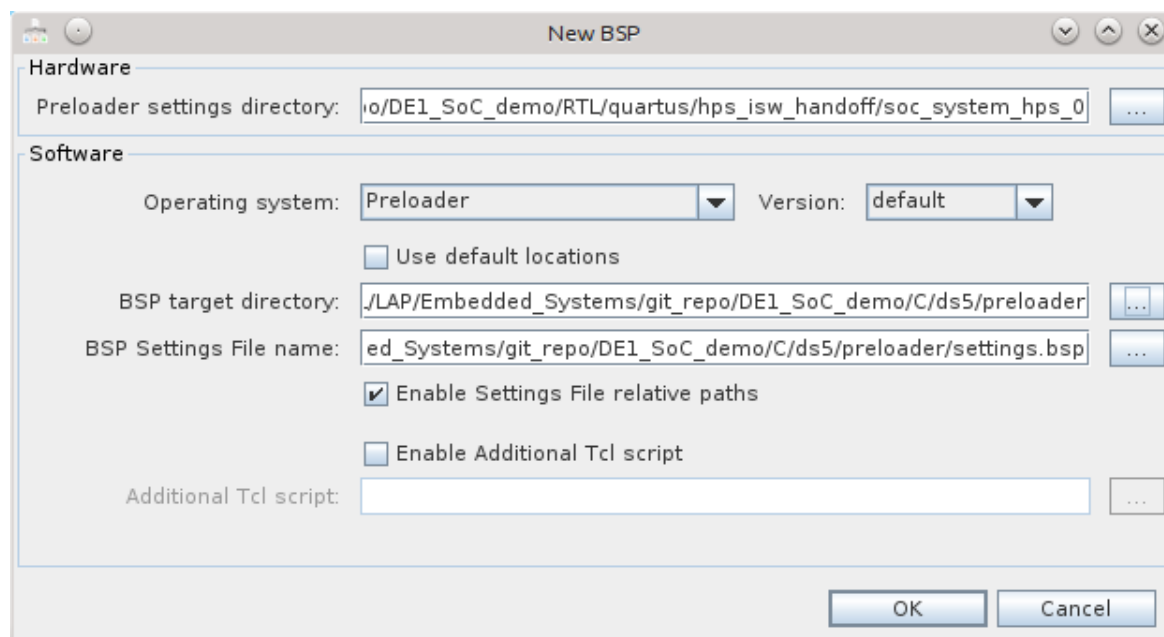 New BSP
Hardware
Preloader settings directory: o/DE1_SoC_demo/RTL/quartus/hps_isw_handoff/soc_system_hps_0 ...
Software
Operating system: Preloader Version: default
Use default locations
BSP target directory: ./LAP/Embedded_Systems/git_repo/DE1_SoC_demo/C/ds5/preloader ...
BSP Settings File name: ed_Systems/git_repo/DE1_SoC_demo/C/ds5/preloader/settings.bsp ...
Enable Settings File relative paths
Enable Additional Tcl script
Additional Tcl script: ...
OK Cancel